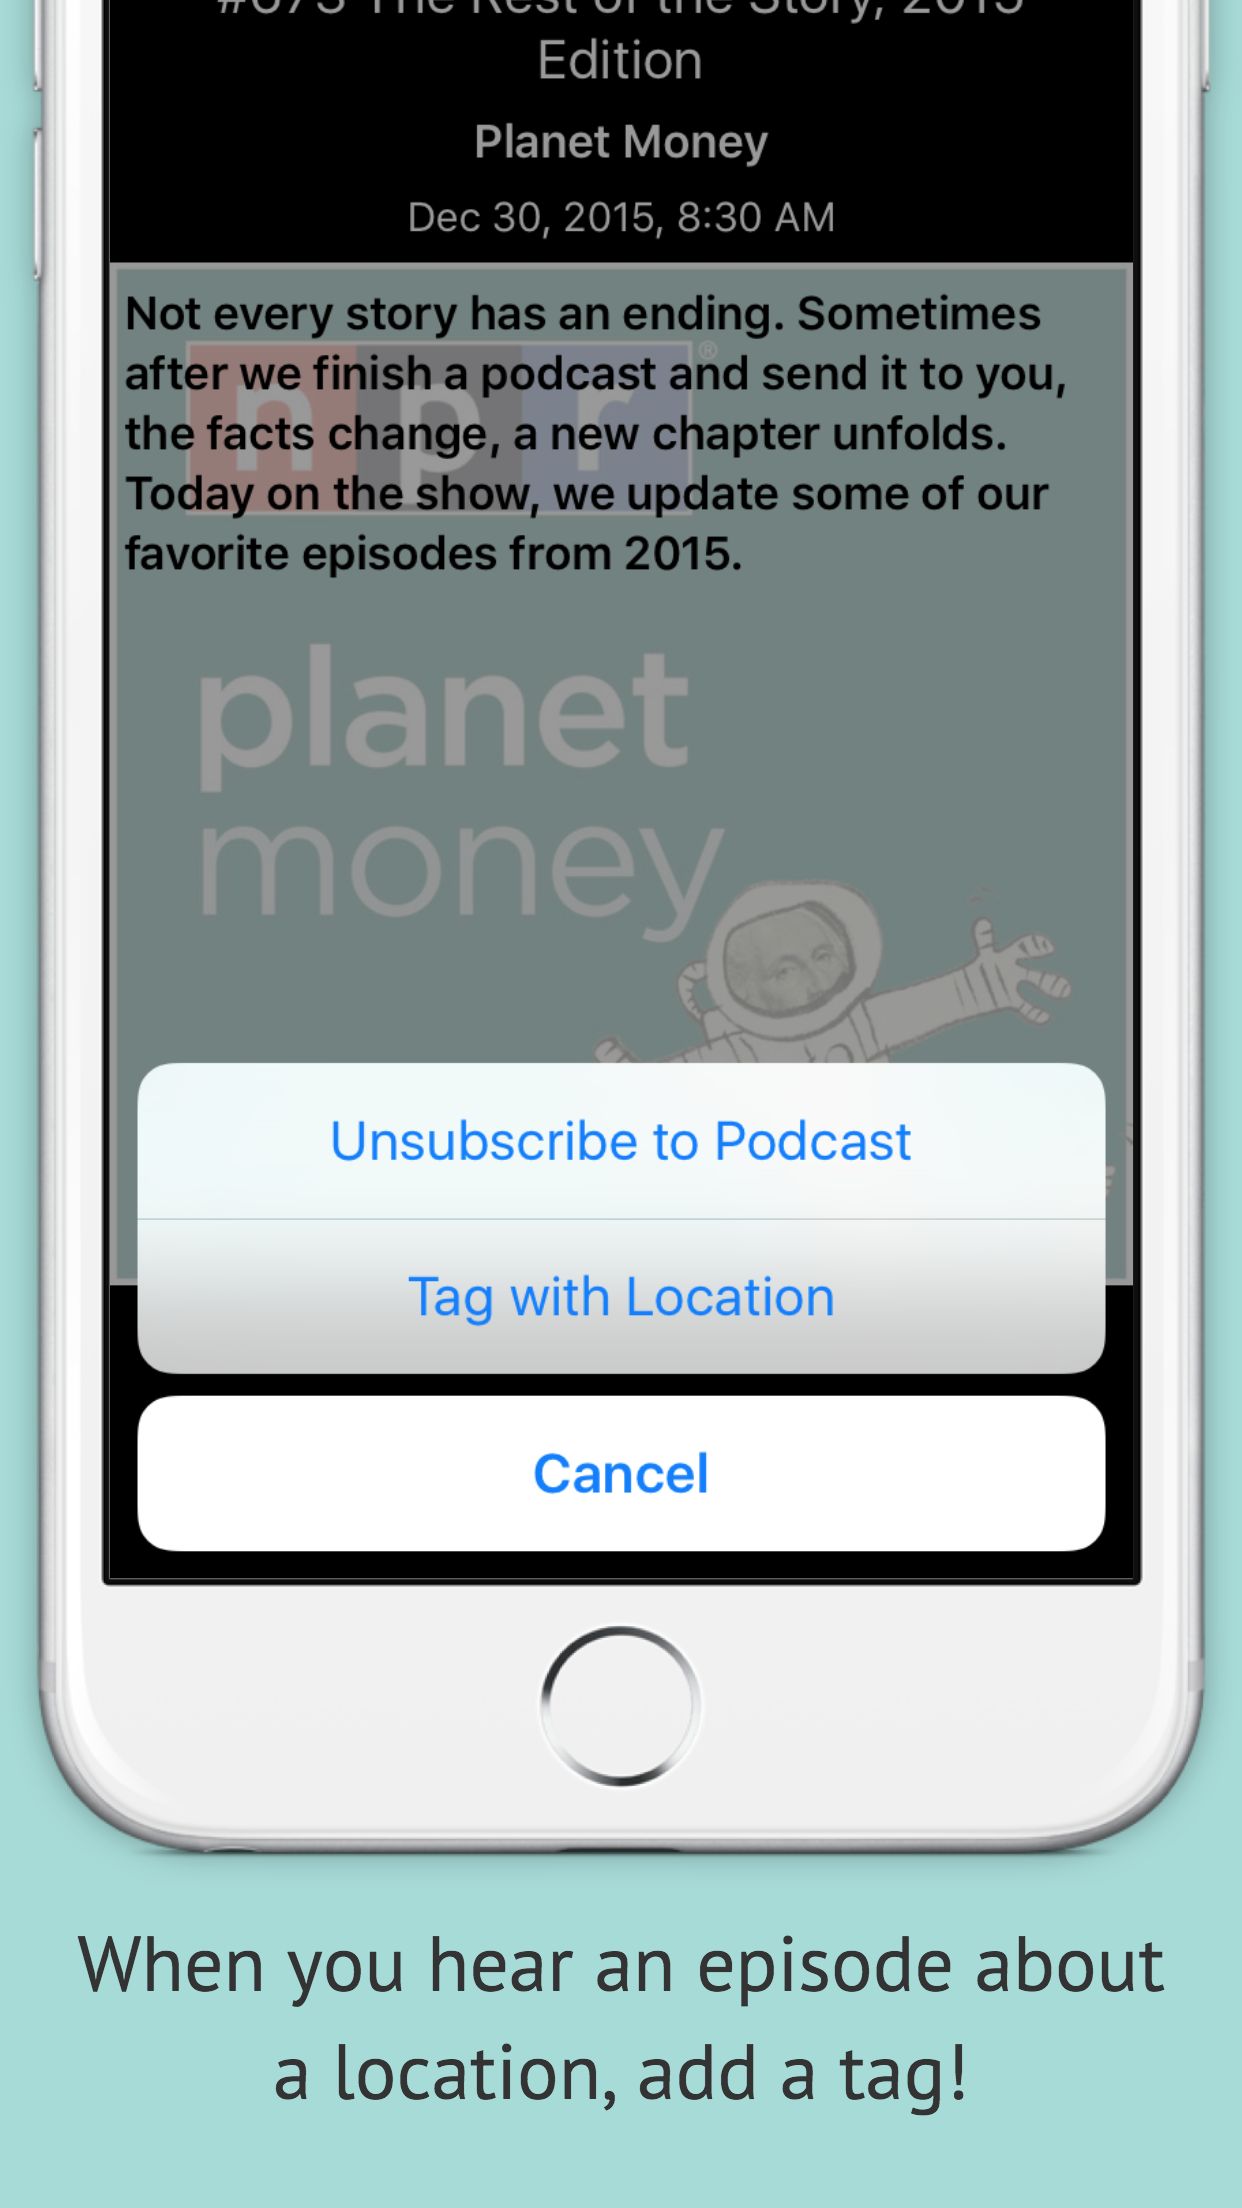 #673 The Rest of the Story, 2015
Edition
Planet Money
Dec 30, 2015, 8:30 AM
Not every story has an ending. Sometimes
after we finish a podcast and send it to you,
the facts change, a new chapter unfolds.
Today on the show, we update some of our
favorite episodes from 2015.
npr®
planet
money
Unsubscribe to Podcast
Tag with Location
Cancel
When you hear an episode about
a location, add a tag!